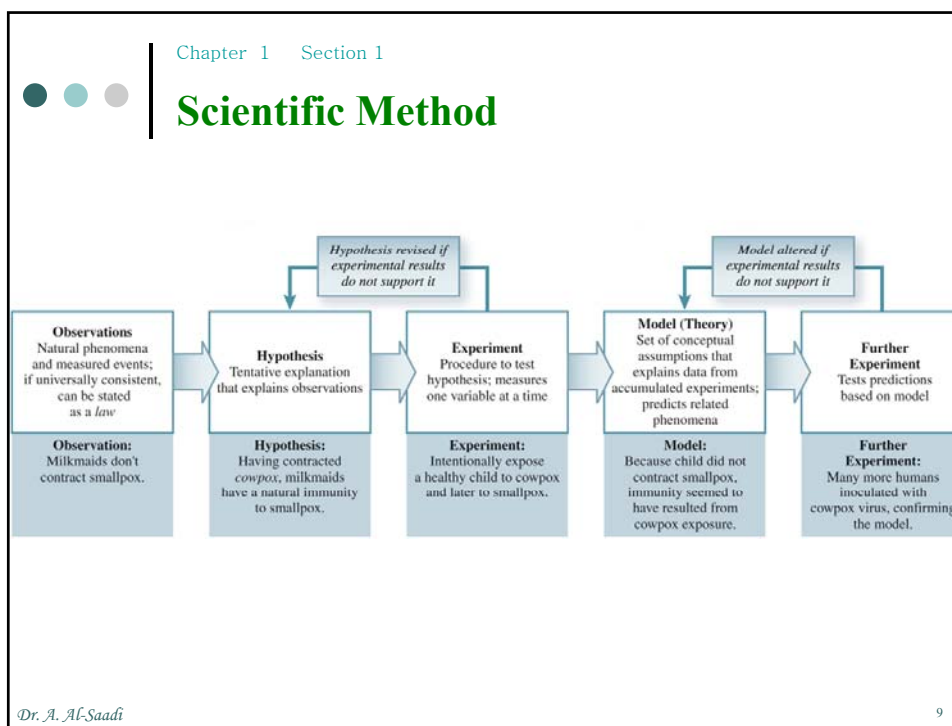 Chapter 1 Section 1
Scientific Method
Hypothesis revised if
experimental results
do not support it
Model altered if
experimental results
do not support it
Observations
Natural phenomena
and measured events;
if universally consistent,
can be stated
as a law
Hypothesis
Tentative explanation
that explains observations
Experiment
Procedure to test
hypothesis; measures
one variable at a time
Model (Theory)
Set of conceptual
assumptions that
explains data from
accumulated experiments;
predicts related
phenomena
Further
Experiment
Tests predictions
based on model
Observation:
Milkmaids don't
contract smallpox.
Hypothesis:
Having contracted
cowpox, milkmaids
have a natural immunity
to smallpox.
Experiment:
Intentionally expose
a healthy child to cowpox
and later to smallpox.
Model:
Because child did not
contract smallpox,
immunity seemed to
have resulted from
cowpox exposure.
Further
Experiment:
Many more humans
inoculated with
cowpox virus, confirming
the model.
Dr. A. Al-Saadi
9